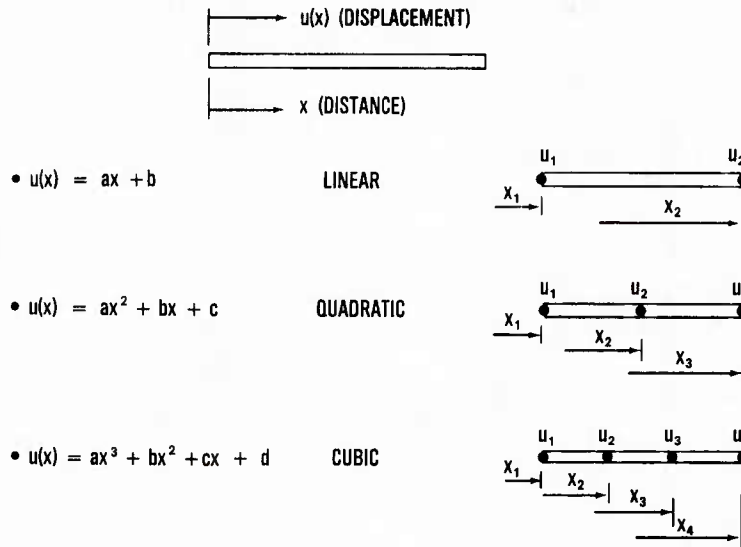 u(x) (DISPLACEMENT)
x (DISTANCE)
• u(x) = ax + b LINEAR
u₁ u₂
X₁
X₂
• u(x) = ax² + bx + c QUADRATIC
u₁ u₂ u
X₁
X₂
X₃
• u(x) = ax³ + bx² + cx + d CUBIC
u₁ u₂ u₃ u
X₁
X₂
X₃
X₄